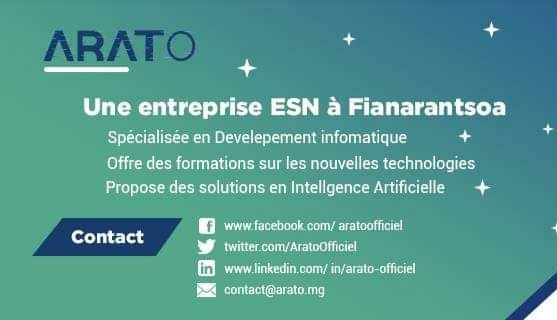 ARATO
Une entreprise ESN à Fianarantsoa
Spécialisée en Develepement infomatique
Offre des formations sur les nouvelles technologies
Propose des solutions en Intellgence Artificielle
Contact
www.facebook.com/ aratoofficiel
twitter.com/AratoOfficiel
www.linkedin.com/ in/arato-officiel
contact@arato.mg